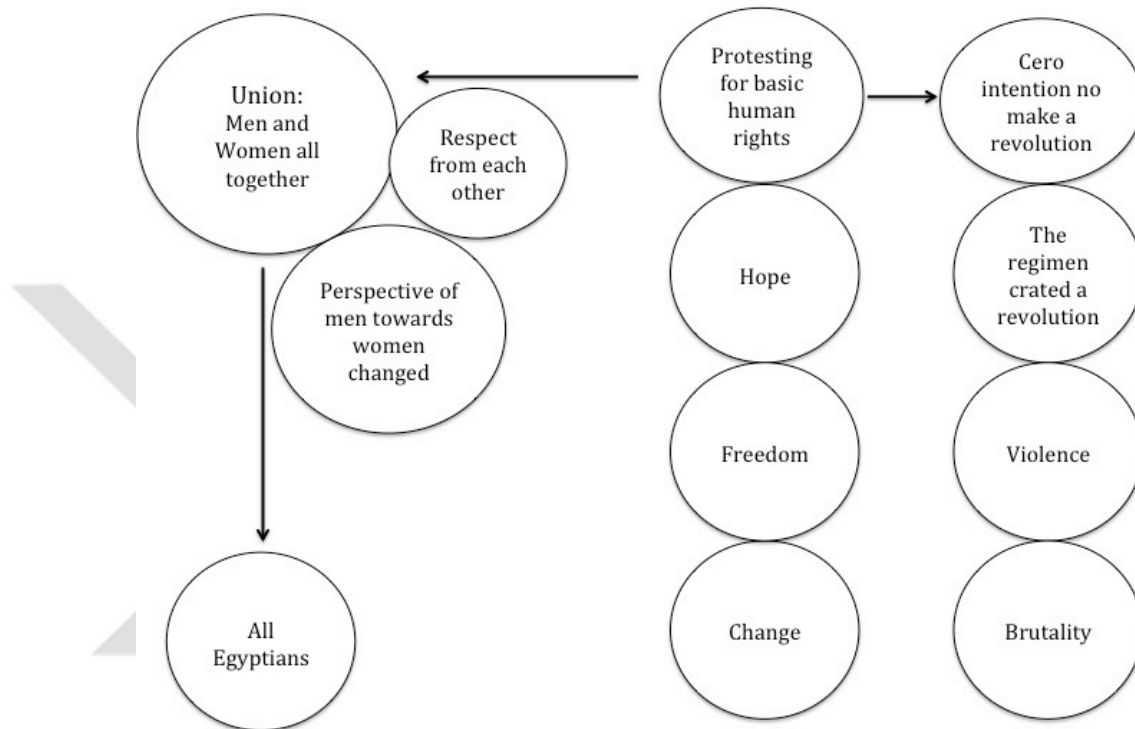 Union:
Men and
Women all
together
Respect
from each
other
Perspective of
men towards
women
changed
All
Egyptians
Protesting
for basic
human
rights
Hope
Freedom
Change
Cero
intention no
make a
revolution
The
regimen
crated a
revolution
Violence
Brutality